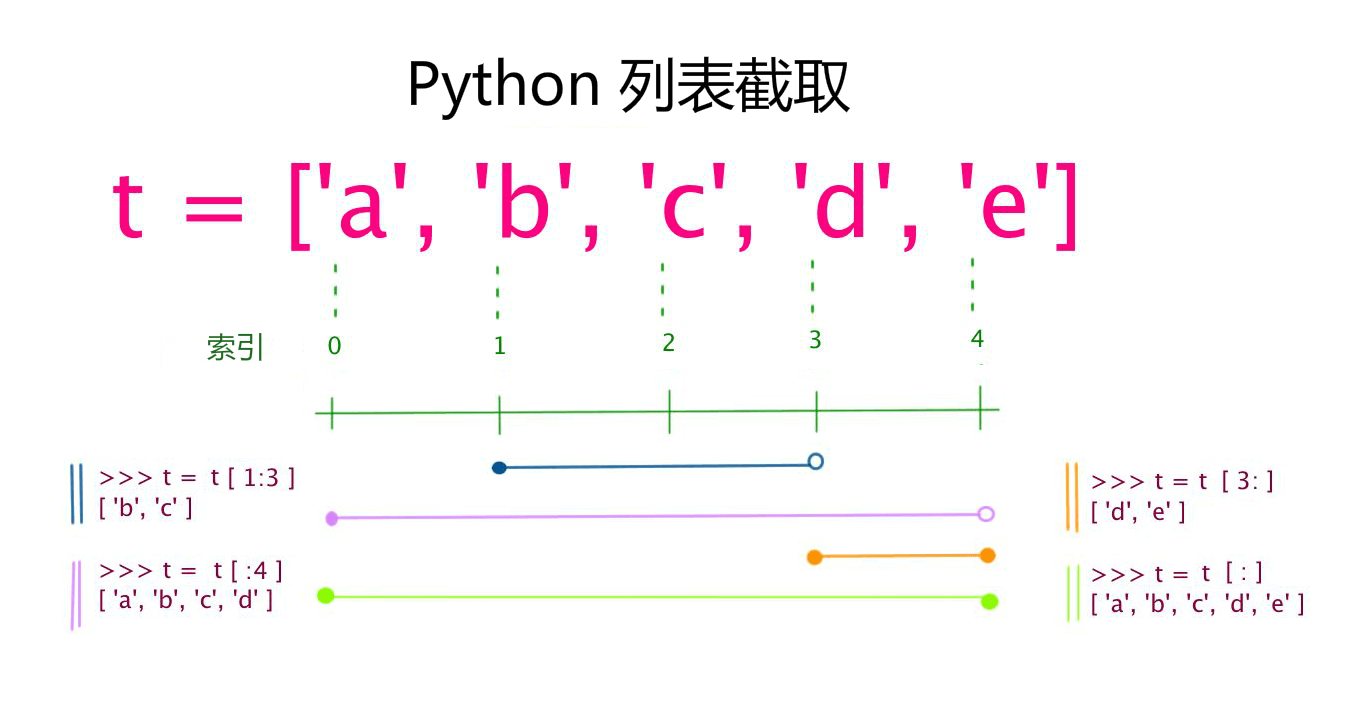 Python 列表截取
t = ['a', 'b', 'c', 'd', 'e']
索引 0 1 2 3 4
>>> t = t [ 1:3 ]
[ 'b', 'c' ]
>>> t = t [ :4 ]
[ 'a', 'b', 'c', 'd' ]
>>> t = t [ 3: ]
[ 'd', 'e' ]
>>> t = t [ : ]
[ 'a', 'b', 'c', 'd', 'e' ]